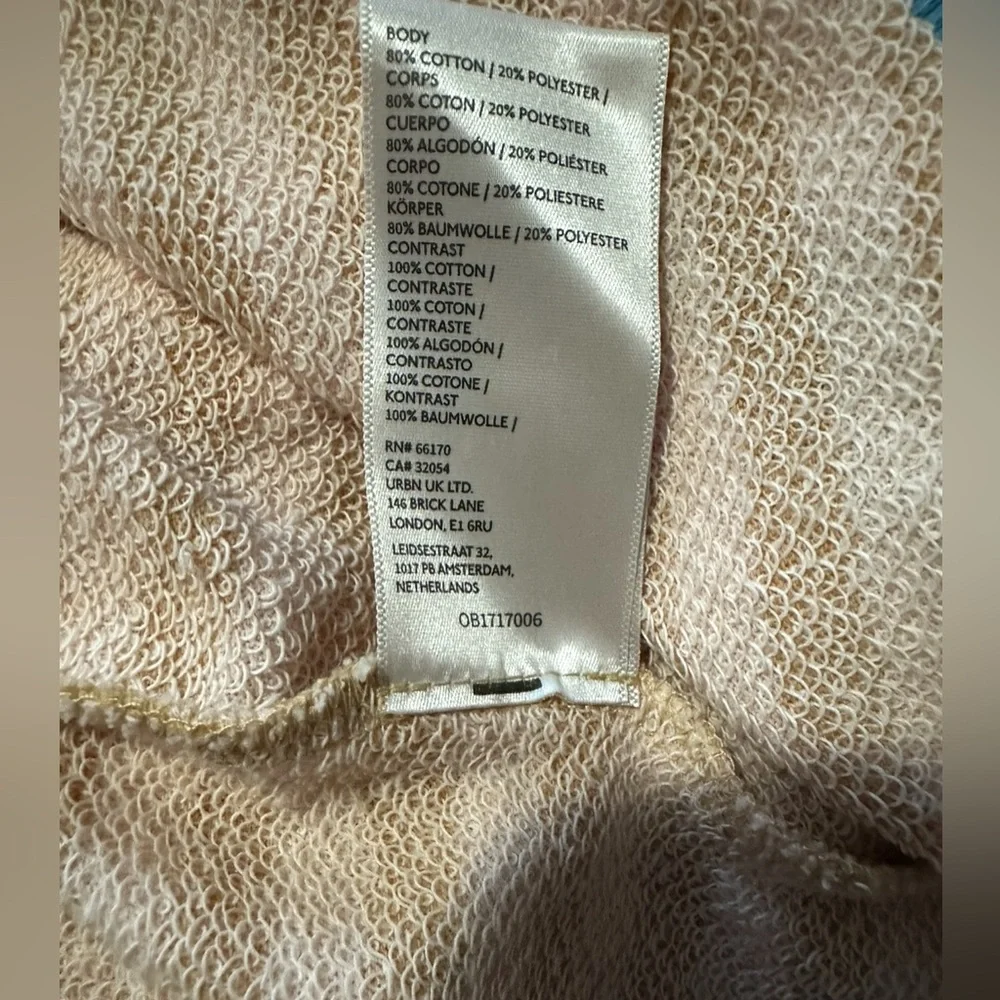 BODY
80% COTTON / 20% POLYESTER /
CORPS
80% COTON / 20% POLYESTER
CUERPO
80% ALGODÓN / 20% POLIÉSTER
CORPO
80% COTONE / 20% POLIESTERE
KÖRPER
80% BAUMWOLLE / 20% POLYESTER
CONTRAST
100% COTTON /
CONTRASTE
100% COTON /
CONTRASTE
100% ALGODÓN /
CONTRASTO
100% COTONE /
KONTRAST
100% BAUMWOLLE /
RN# 66170
CA# 32054
URBN UK LTD.
146 BRICK LANE
LONDON, E1 6RU
LEIDSESTRAAT 32,
1017 PB AMSTERDAM,
NETHERLANDS
OB1717006